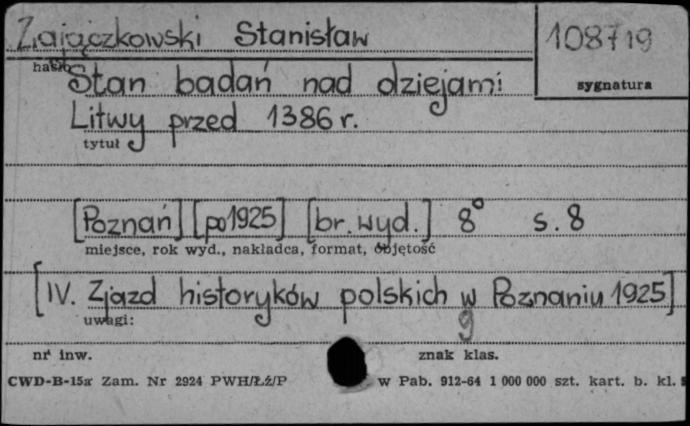 Zajączkowski Stanisław
108719
hasło
sygnatura
Stan badań nad dziejami
Litwy przed 1386 r.
tytuł
[Poznań] [po 1925] [br. wyd.] 8° s. 8
miejsce, rok wyd., nakładca, format, objętość
[IV. Zjazd historyków polskich w Poznaniu 1925]
uwagi:
9
nr inw.
znak klas.
CWD-B-15a Zam. Nr 2924 PWH/Łź/P w Pab. 912-64 1 000 000 szt. kart. b. kl.